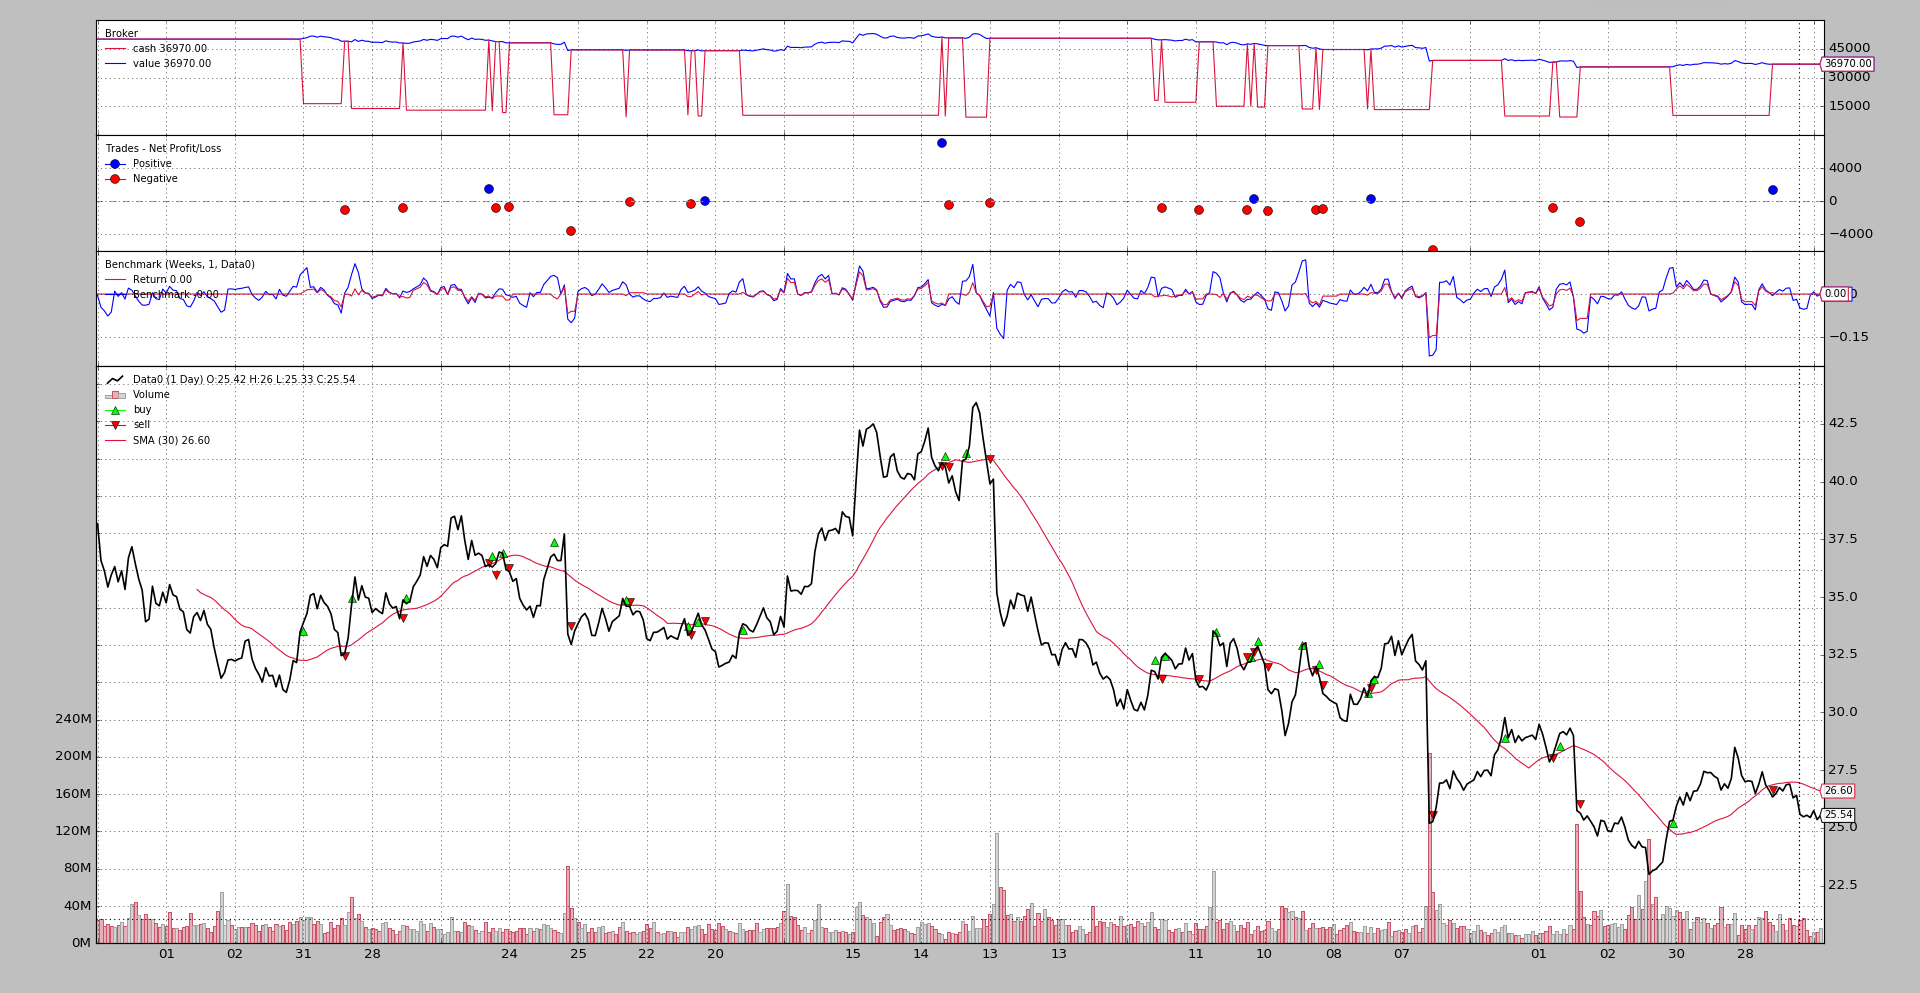 Broker
cash 36970.00
value 36970.00
45000
36970.00
30000
15000
Trades - Net Profit/Loss
Positive
Negative
4000
0
−4000
Benchmark (Weeks, 1, Data0)
Return 0.00
Benchmark -0.00
0.00
−0.15
Data0 (1 Day) O:25.42 H:26 L:25.33 C:25.54
Volume
buy
sell
SMA (30) 26.60
42.5
40.0
37.5
35.0
32.5
30.0
27.5
26.60
25.54
25.0
22.5
240M
200M
160M
120M
80M
40M
0M
01 02 31 28 24 25 22 20 15 14 13 13 11 10 08 07 01 02 30 28